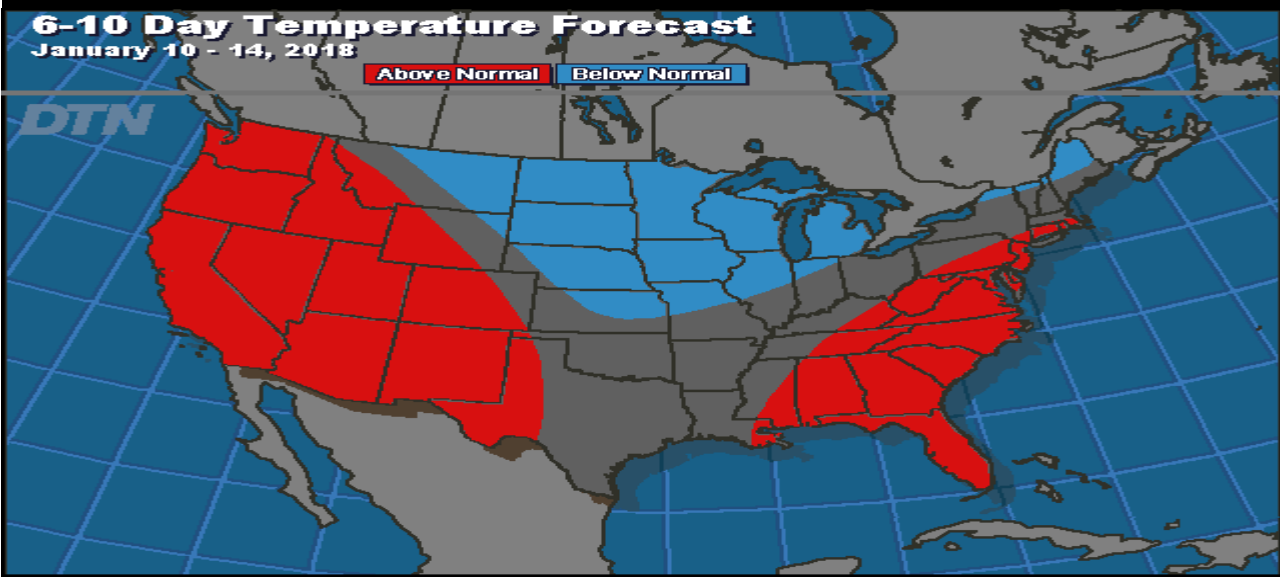 6-10 Day Temperature Forecast
January 10 - 14, 2018
Above Normal Below Normal
DTN